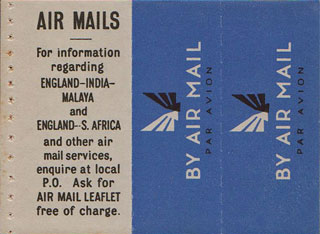 AIR MAILS
For information
regarding
ENGLAND-INDIA-
MALAYA
and
ENGLAND-S. AFRICA
and other air
mail services,
enquire at local
P.O. Ask for
AIR MAIL LEAFLET
free of charge.
BY AIR MAIL
PAR AVION
BY AIR MAIL
PAR AVION